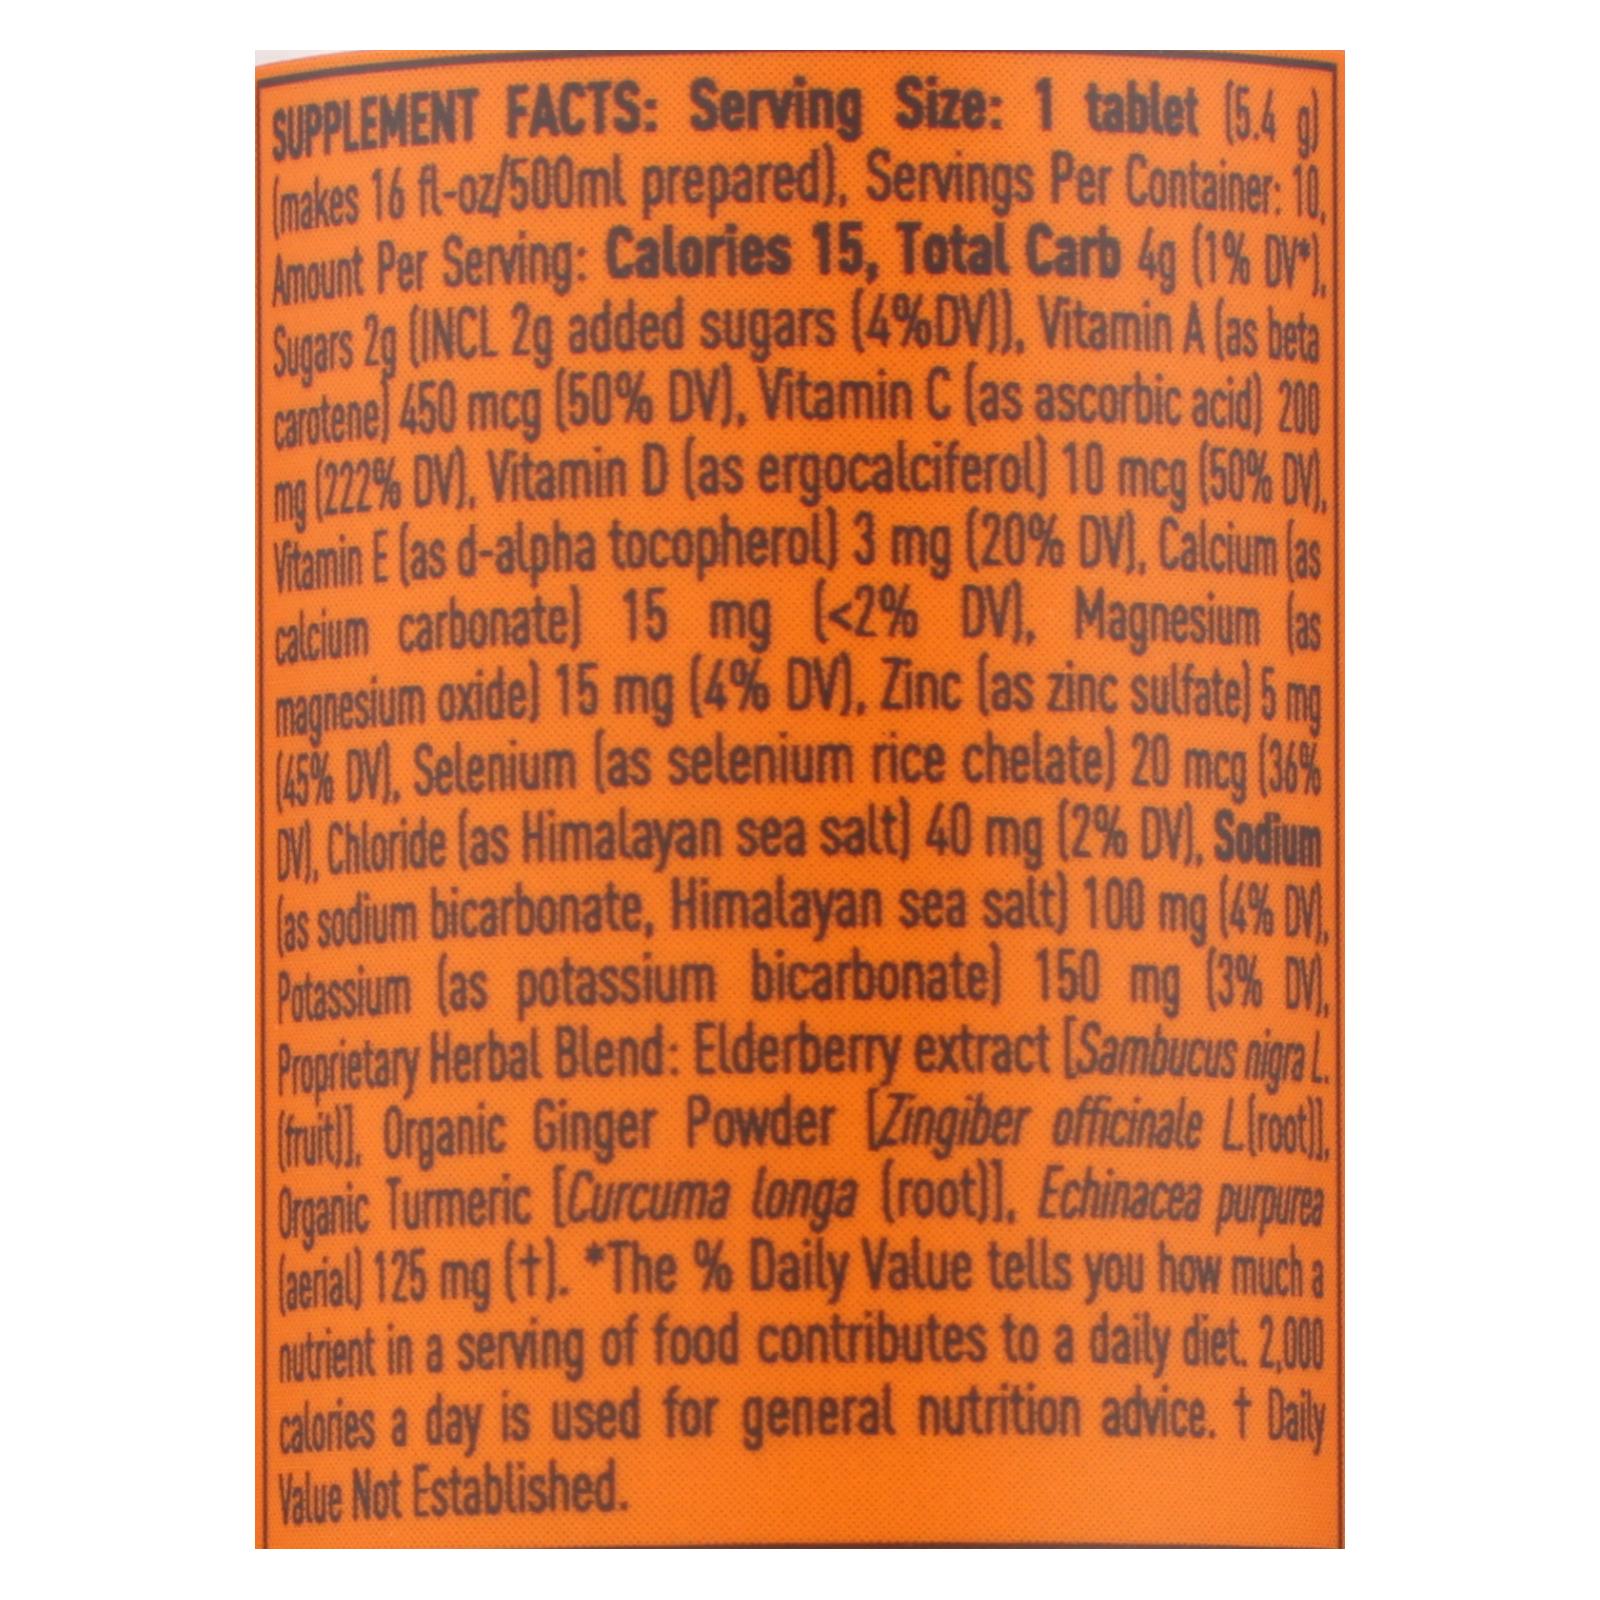 SUPPLEMENT FACTS: Serving Size: 1 tablet (5.4 g)
(makes 16 fl-oz/500ml prepared), Servings Per Container: 10,
Amount Per Serving: Calories 15, Total Carb 4g (1% DV*),
Sugars 2g (INCL 2g added sugars (4%DV)), Vitamin A (as beta
carotene) 450 mcg (50% DV), Vitamin C (as ascorbic acid) 200
mg (222% DV), Vitamin D (as ergocalciferol) 10 mcg (50% DV),
Vitamin E (as d-alpha tocopherol) 3 mg (20% DV), Calcium (as
calcium carbonate) 15 mg (<2% DV), Magnesium (as
magnesium oxide) 15 mg (4% DV), Zinc (as zinc sulfate) 5 mg
(45% DV), Selenium (as selenium rice chelate) 20 mcg (36%
DV), Chloride (as Himalayan sea salt) 40 mg (2% DV), Sodium
(as sodium bicarbonate, Himalayan sea salt) 100 mg (4% DV),
Potassium (as potassium bicarbonate) 150 mg (3% DV),
Proprietary Herbal Blend: Elderberry extract [Sambucus nigra L.
(fruit)], Organic Ginger Powder [Zingiber officinale L.(root)],
Organic Turmeric [Curcuma longa (root)], Echinacea purpurea
(aerial) 125 mg (†). *The % Daily Value tells you how much a
nutrient in a serving of food contributes to a daily diet. 2,000
calories a day is used for general nutrition advice. † Daily
Value Not Established.